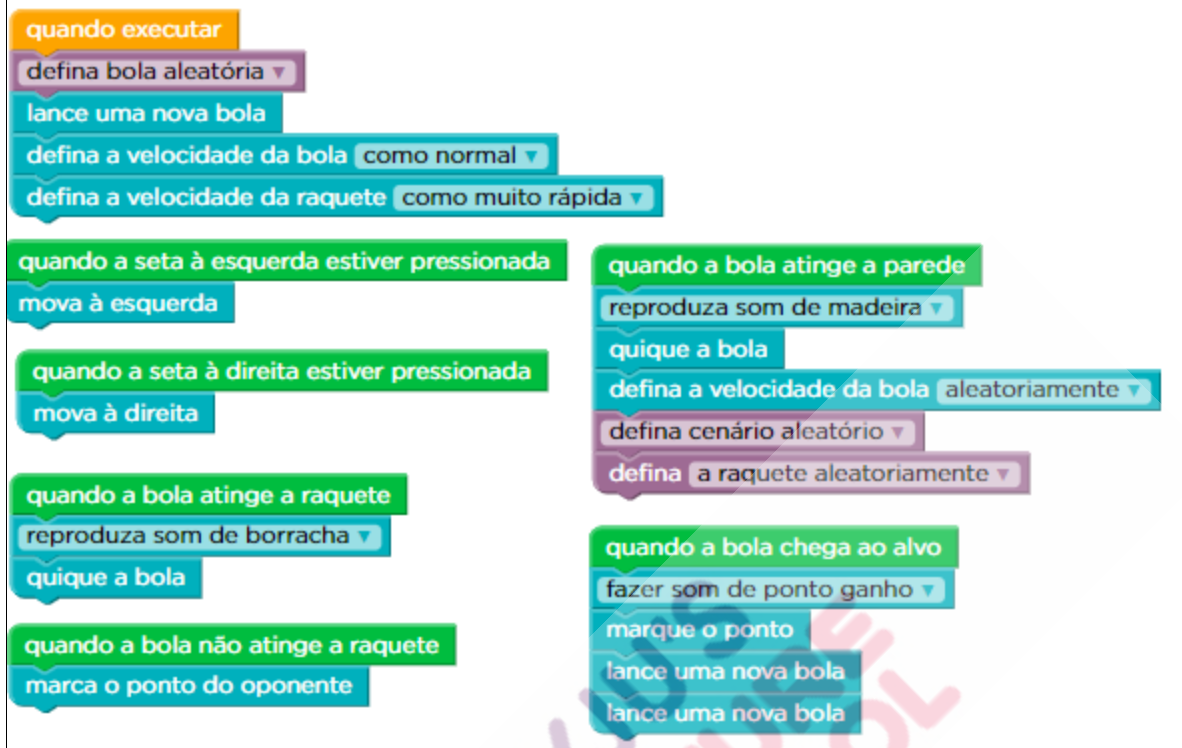 quando executar
defina bola aleatória
lance uma nova bola
defina a velocidade da bola como normal
defina a velocidade da raquete como muito rápida
quando a seta à esquerda estiver pressionada
mova à esquerda
quando a seta à direita estiver pressionada
mova à direita
quando a bola atinge a raquete
reproduza som de borracha
quique a bola
quando a bola não atinge a raquete
marca o ponto do oponente
quando a bola atinge a parede
reproduza som de madeira
quique a bola
defina a velocidade da bola aleatoriamente
defina cenário aleatório
defina a raquete aleatoriamente
quando a bola chega ao alvo
fazer som de ponto ganho
marque o ponto
lance uma nova bola
lance uma nova bola